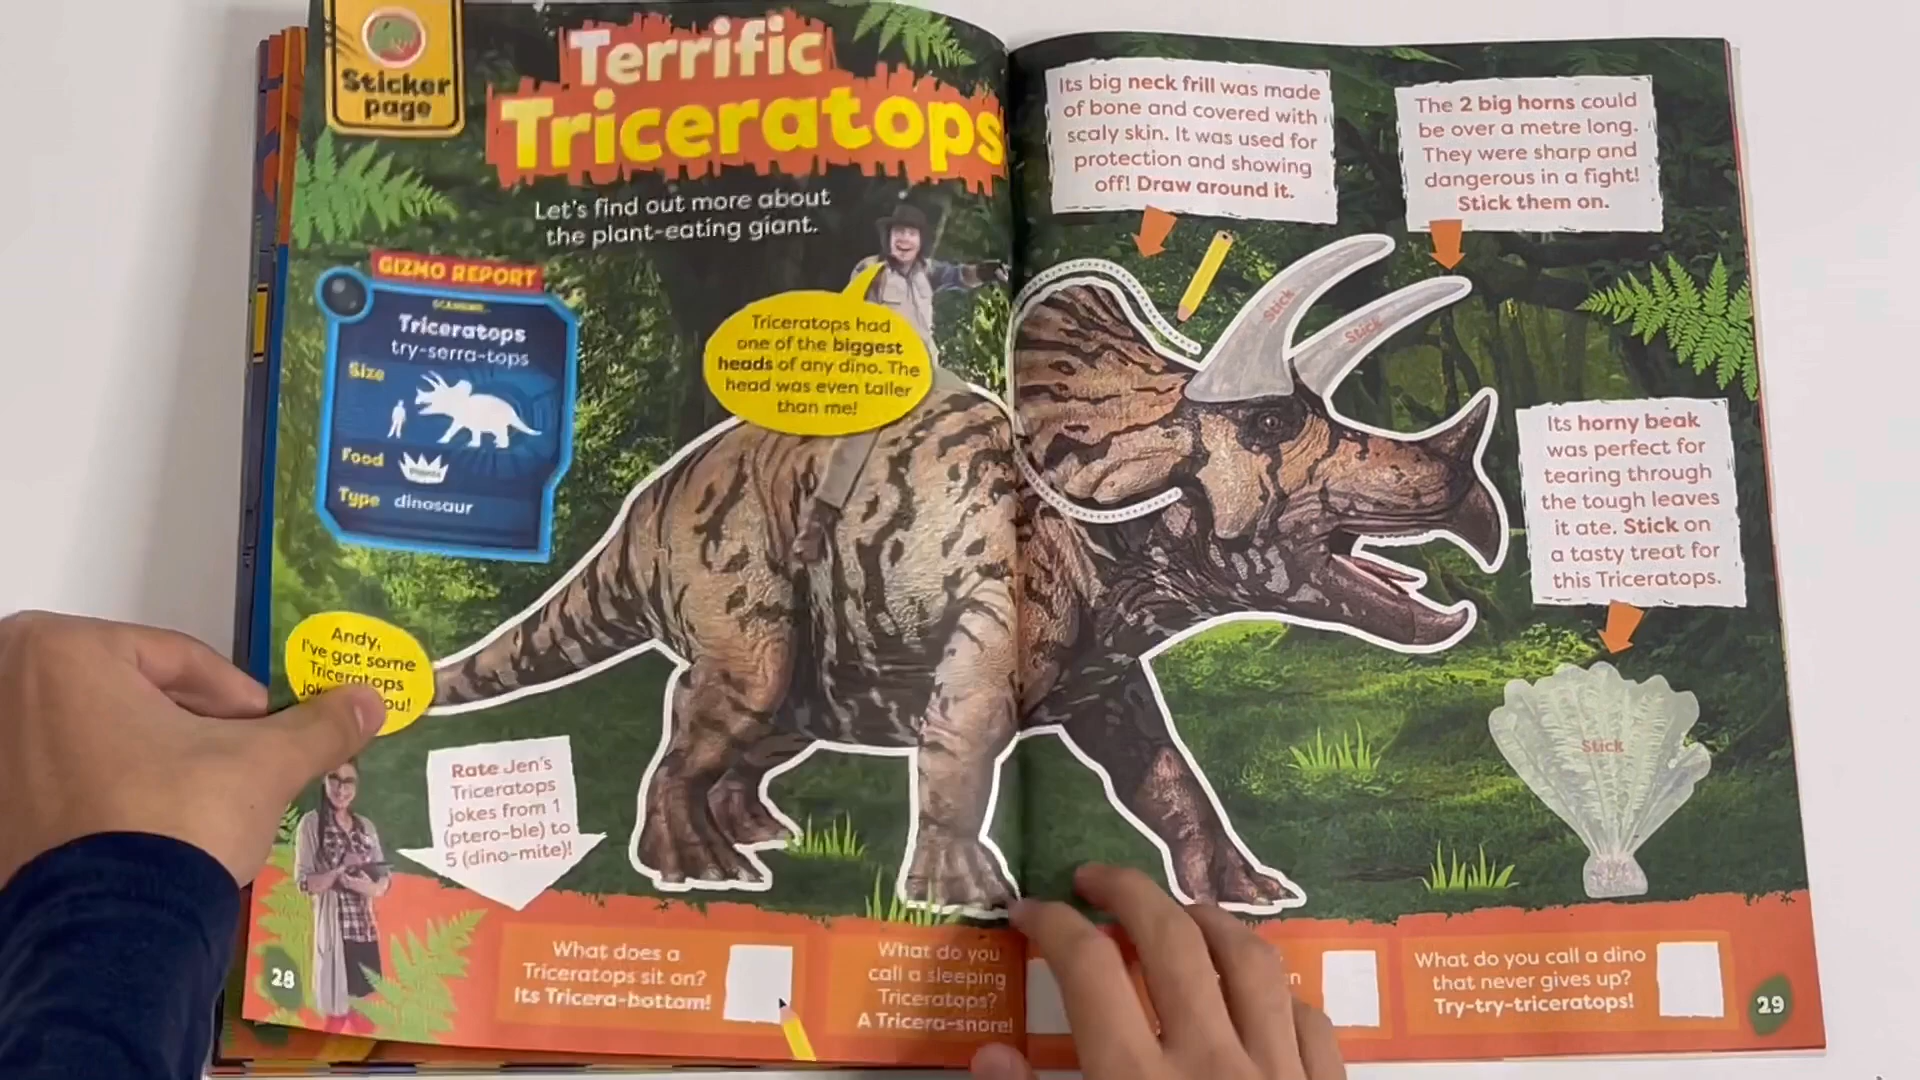 Sticker
page
Terrific
Triceratops
Let's find out more about
the plant-eating giant.
GIZMO REPORT
SCANNING
Triceratops
try-serra-tops
Size
Food
Type dinosaur
Triceratops had
one of the biggest
heads of any dino. The
head was even taller
than me!
Its big neck frill was made
of bone and covered with
scaly skin. It was used for
protection and showing
off! Draw around it.
The 2 big horns could
be over a metre long.
They were sharp and
dangerous in a fight!
Stick them on.
Stick
Stick
Its horny beak
was perfect for
tearing through
the tough leaves
it ate. Stick on
a tasty treat for
this Triceratops.
Stick
Andy,
I've got some
Triceratops
Rate Jen's
Triceratops
jokes from 1
(ptero-ble) to
5 (dino-mite)!
What does a
Triceratops sit on?
Its Tricera-bottom!
What do you
call a sleeping
Triceratops?
A Tricera-snore!
What do you call a dino
that never gives up?
Try-try-triceratops!
28
29